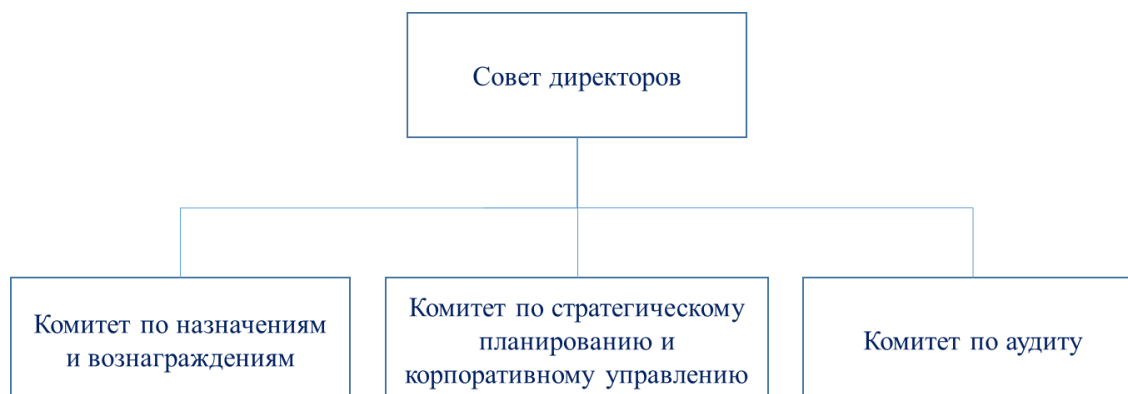 Совет директоров
Комитет по назначениям
и вознаграждениям
Комитет по стратегическому
планированию и
корпоративному управлению
Комитет по аудиту